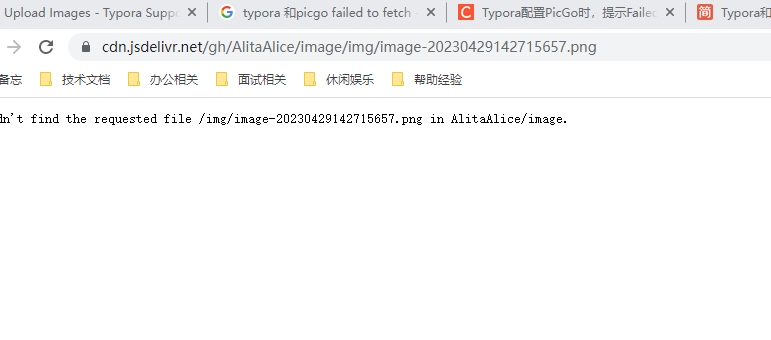 Upload Images - Typora Suppo
typora 和picgo failed to fetch
Typora配置PicGo时，提示Failed
简 Typora和
cdn.jsdelivr.net/gh/AlitaAlice/image/img/image-20230429142715657.png
备忘 技术文档 办公相关 面试相关 休闲娱乐 帮助经验
dn't find the requested file /img/image-20230429142715657.png in AlitaAlice/image.